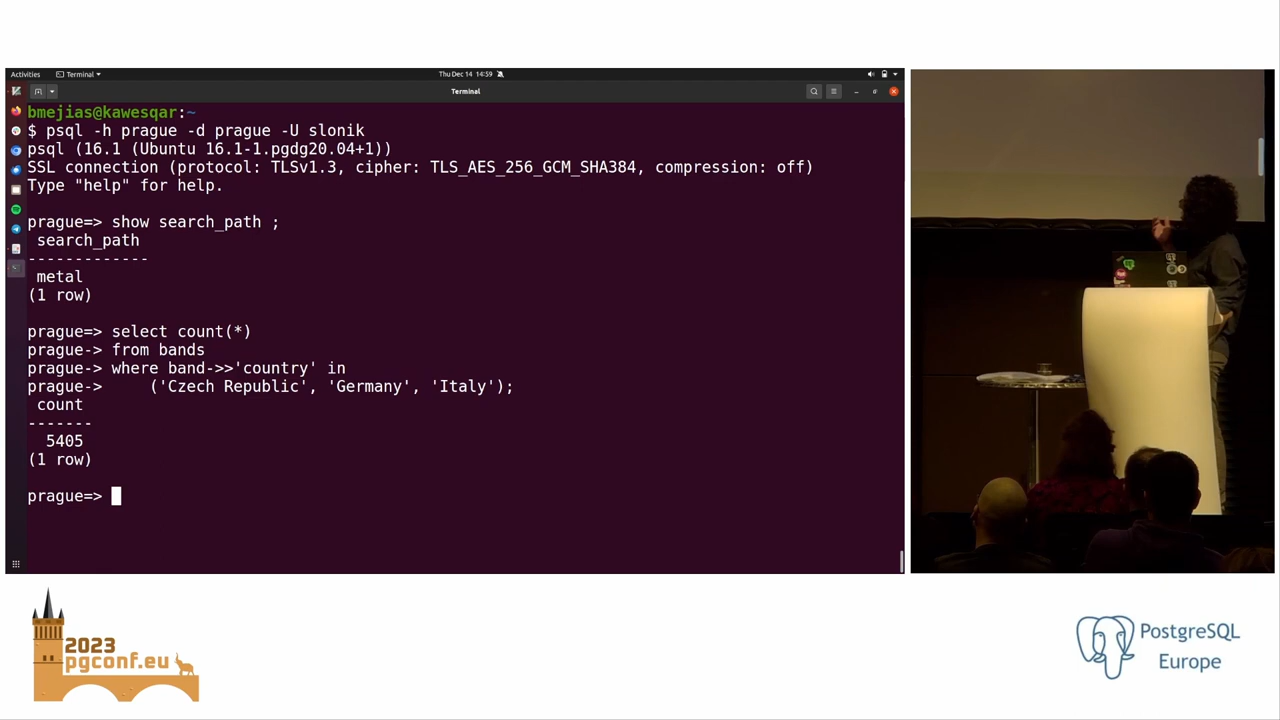 Activities
Terminal
Thu Dec 14 14:59
Terminal
bmejias@kawesqar:~
$ psql -h prague -d prague -U slonik
psql (16.1 (Ubuntu 16.1-1.pgdg20.04+1))
SSL connection (protocol: TLSv1.3, cipher: TLS_AES_256_GCM_SHA384, compression: off)
Type "help" for help.
prague=> show search_path ;
search_path
-------------
metal
(1 row)
prague=> select count(*)
prague-> from bands
prague-> where band->>'country' in
prague->     ('Czech Republic', 'Germany', 'Italy');
count
-------
5405
(1 row)
prague=>
2023
pgconf.eu
PostgreSQL
Europe